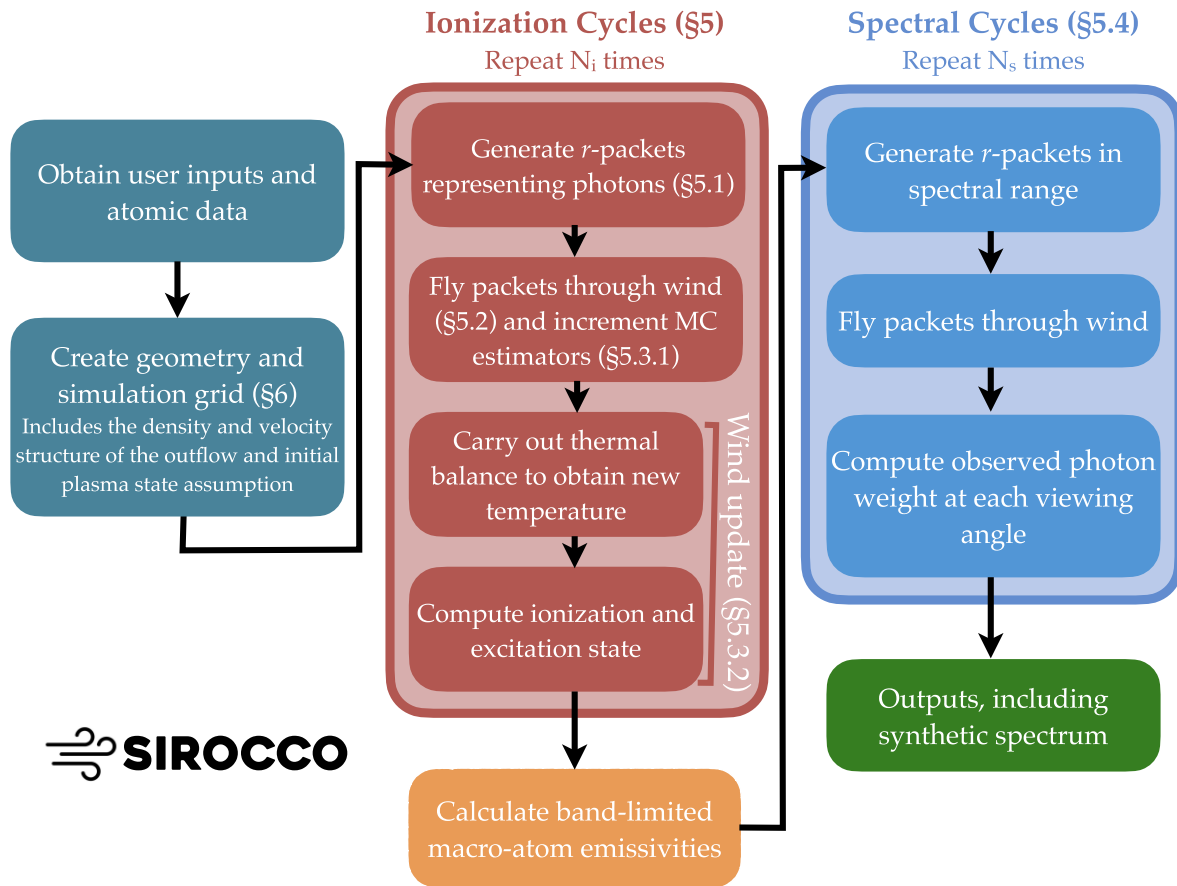 Obtain user inputs and
atomic data
Create geometry and
simulation grid (§6)
Includes the density and velocity
structure of the outflow and initial
plasma state assumption
SIROCCO
Ionization Cycles (§5)
Repeat Ni times
Generate r-packets
representing photons (§5.1)
Fly packets through wind
(§5.2) and increment MC
estimators (§5.3.1)
Carry out thermal
balance to obtain new
temperature
Compute ionization and
excitation state
Wind update (§5.3.2)
Calculate band-limited
macro-atom emissivities
Spectral Cycles (§5.4)
Repeat Ns times
Generate r-packets in
spectral range
Fly packets through wind
Compute observed photon
weight at each viewing
angle
Outputs, including
synthetic spectrum